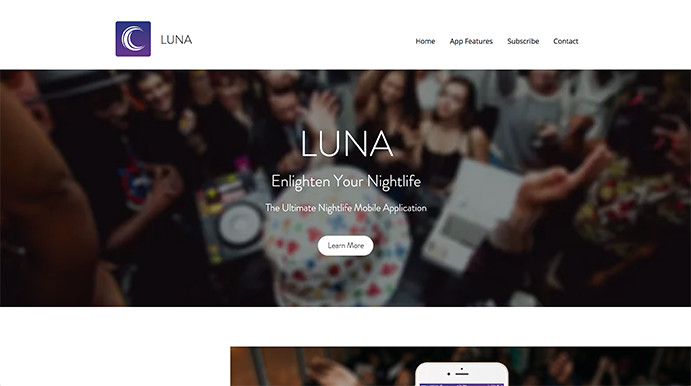 LUNA
Home App Features Subscribe Contact
LUNA
Enlighten Your Nightlife
The Ultimate Nightlife Mobile Application
Learn More